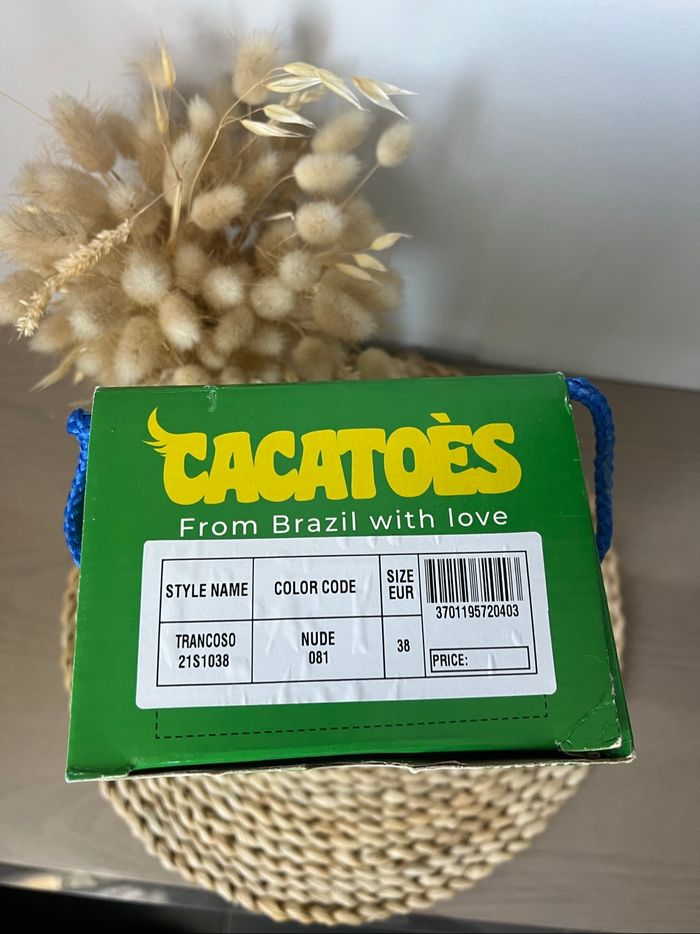 CACATOÈS
From Brazil with love
STYLE NAME COLOR CODE SIZE EUR
3701195720403
TRANCOSO 21S1038 NUDE 081 38
PRICE: